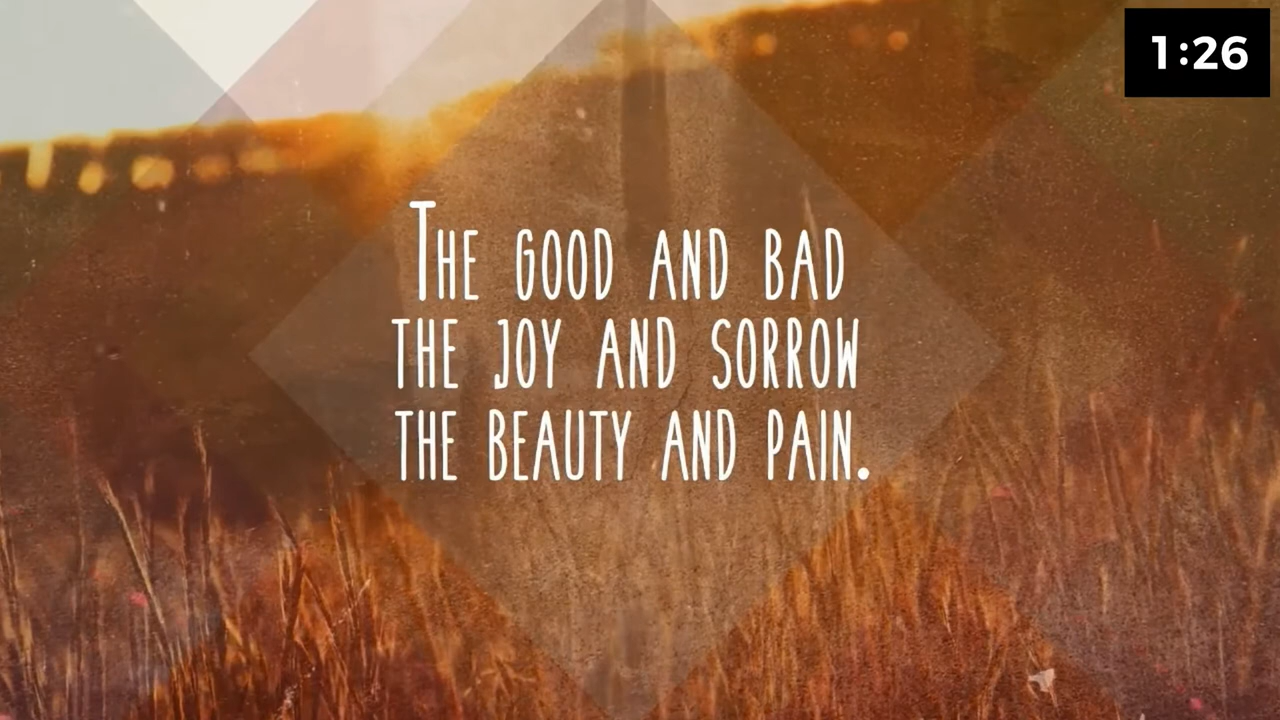 1:26
The good and bad
the joy and sorrow
the beauty and pain.